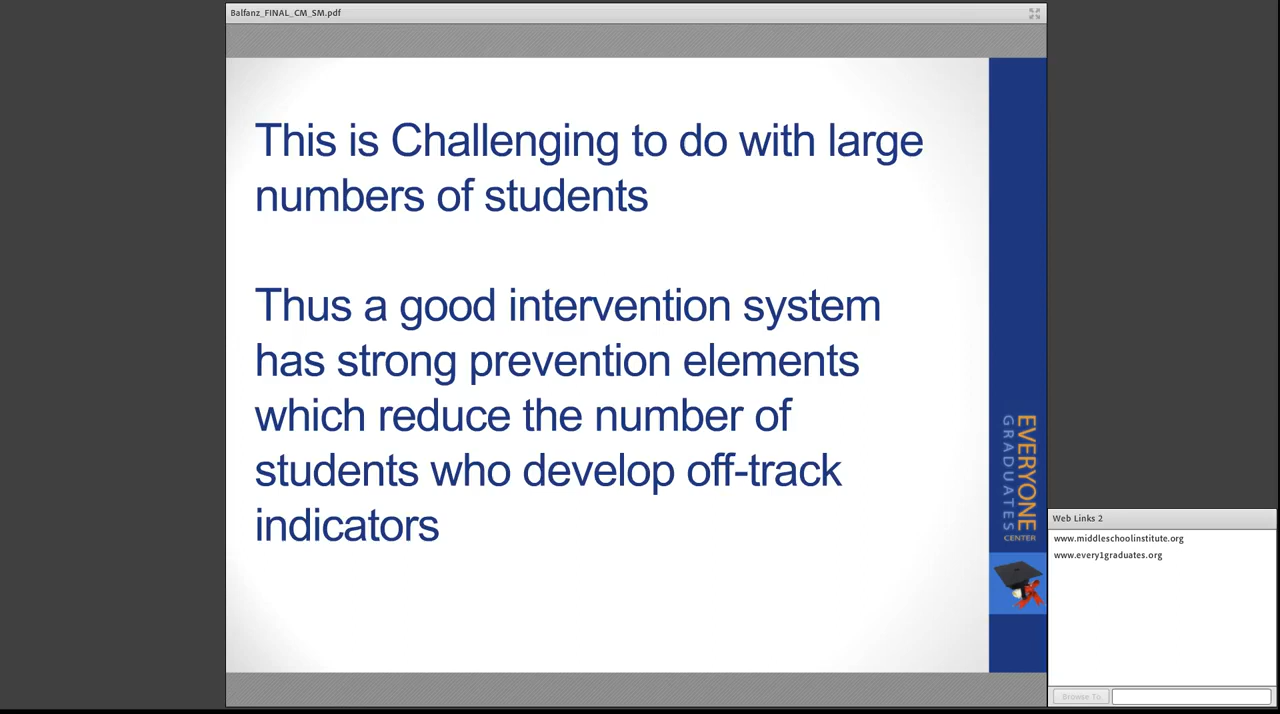 Balfanz_FINAL_CM_SM.pdf
This is Challenging to do with large
numbers of students
Thus a good intervention system
has strong prevention elements
which reduce the number of
students who develop off-track
indicators
EVERYONE
GRADUATES
CENTER
Web Links 2
www.middleschoolinstitute.org
www.every1graduates.org
Browse To